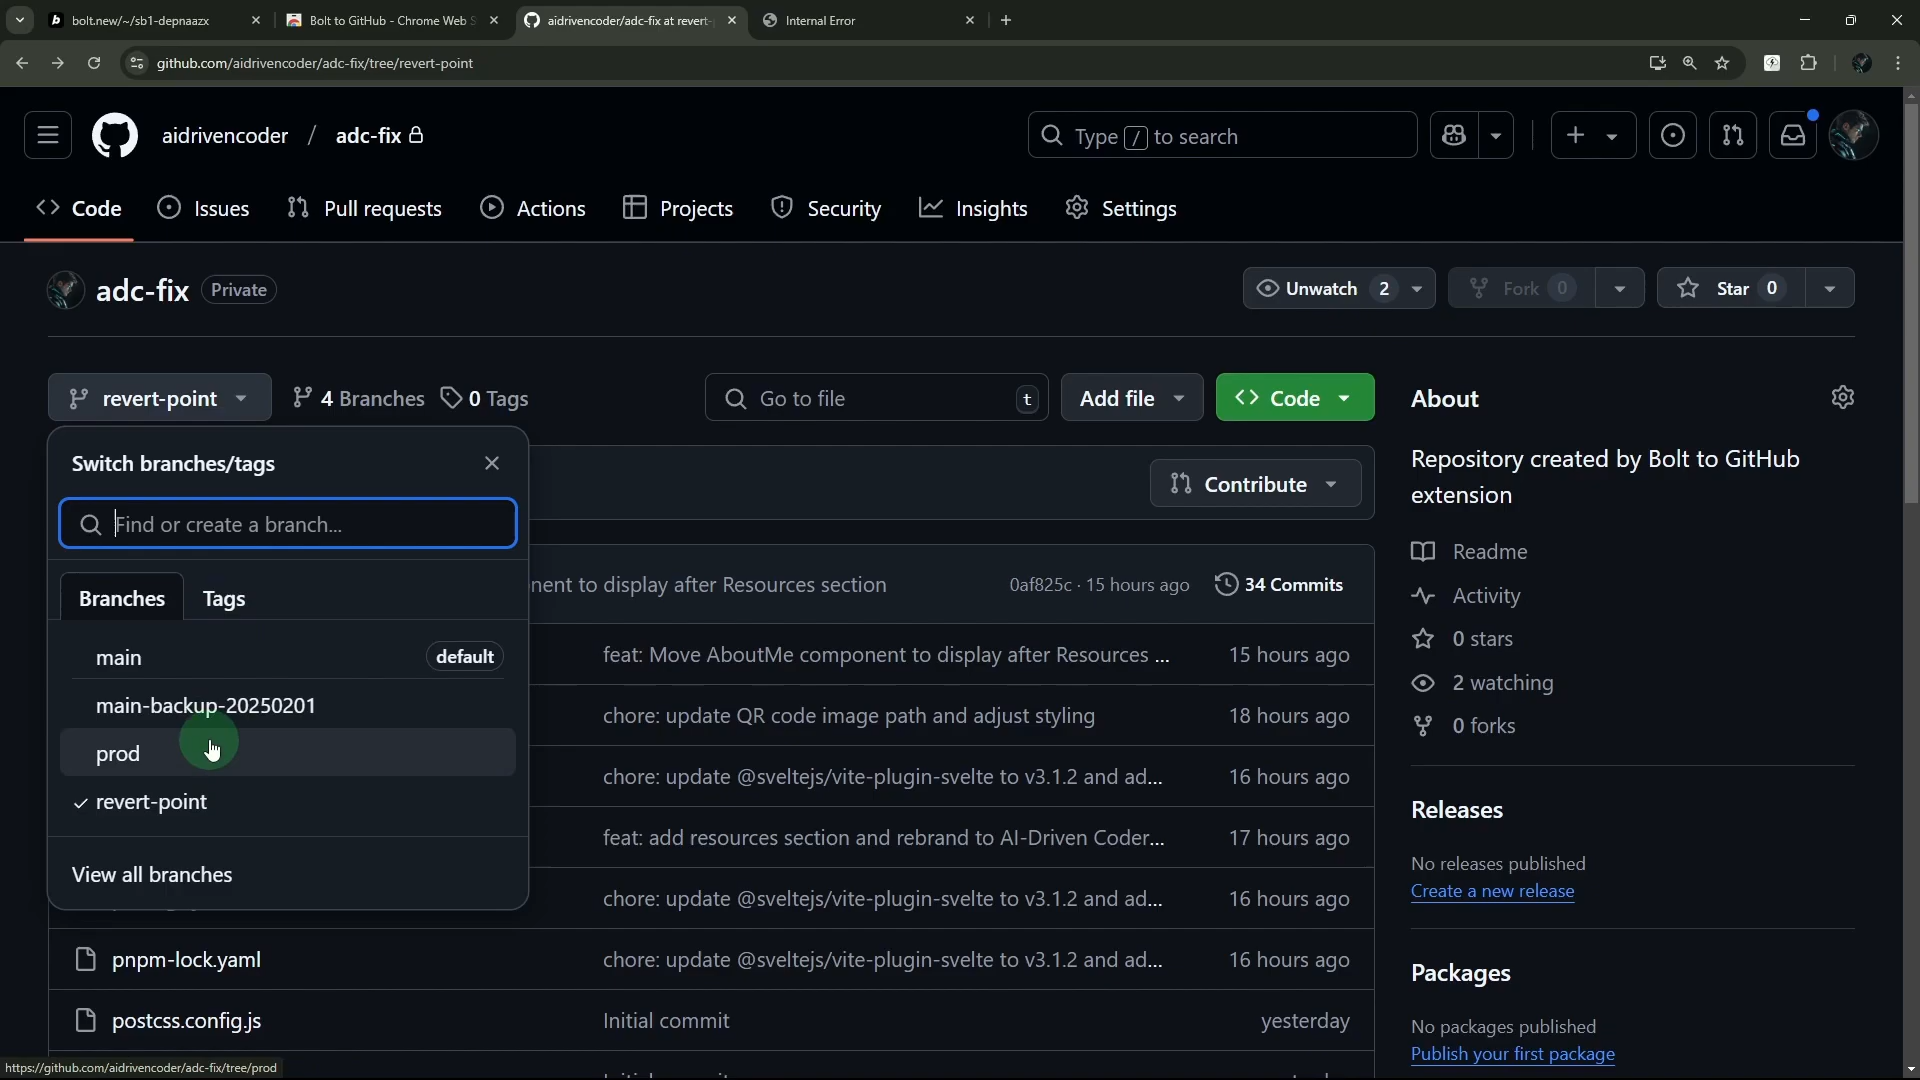 bolt.new/~/sb1-depnaazx
Bolt to GitHub - Chrome Web S
aidrivencoder/adc-fix at revert-
Internal Error
github.com/aidrivencoder/adc-fix/tree/revert-point
aidrivencoder / adc-fix
Type / to search
Code
Issues
Pull requests
Actions
Projects
Security
Insights
Settings
adc-fix
Private
Unwatch 2
Fork 0
Star 0
revert-point
4 Branches
0 Tags
Go to file
t
Add file
Code
About
Repository created by Bolt to GitHub
extension
Readme
Activity
0 stars
2 watching
0 forks
Releases
No releases published
Create a new release
Packages
No packages published
Publish your first package
Switch branches/tags
Find or create a branch...
Branches
Tags
main
default
main-backup-20250201
prod
revert-point
View all branches
Contribute
nent to display after Resources section
0af825c · 15 hours ago
34 Commits
feat: Move AboutMe component to display after Resources ...
15 hours ago
chore: update QR code image path and adjust styling
18 hours ago
chore: update @sveltejs/vite-plugin-svelte to v3.1.2 and ad...
16 hours ago
feat: add resources section and rebrand to AI-Driven Coder...
17 hours ago
chore: update @sveltejs/vite-plugin-svelte to v3.1.2 and ad...
16 hours ago
pnpm-lock.yaml
chore: update @sveltejs/vite-plugin-svelte to v3.1.2 and ad...
16 hours ago
postcss.config.js
Initial commit
yesterday
https://github.com/aidrivencoder/adc-fix/tree/prod